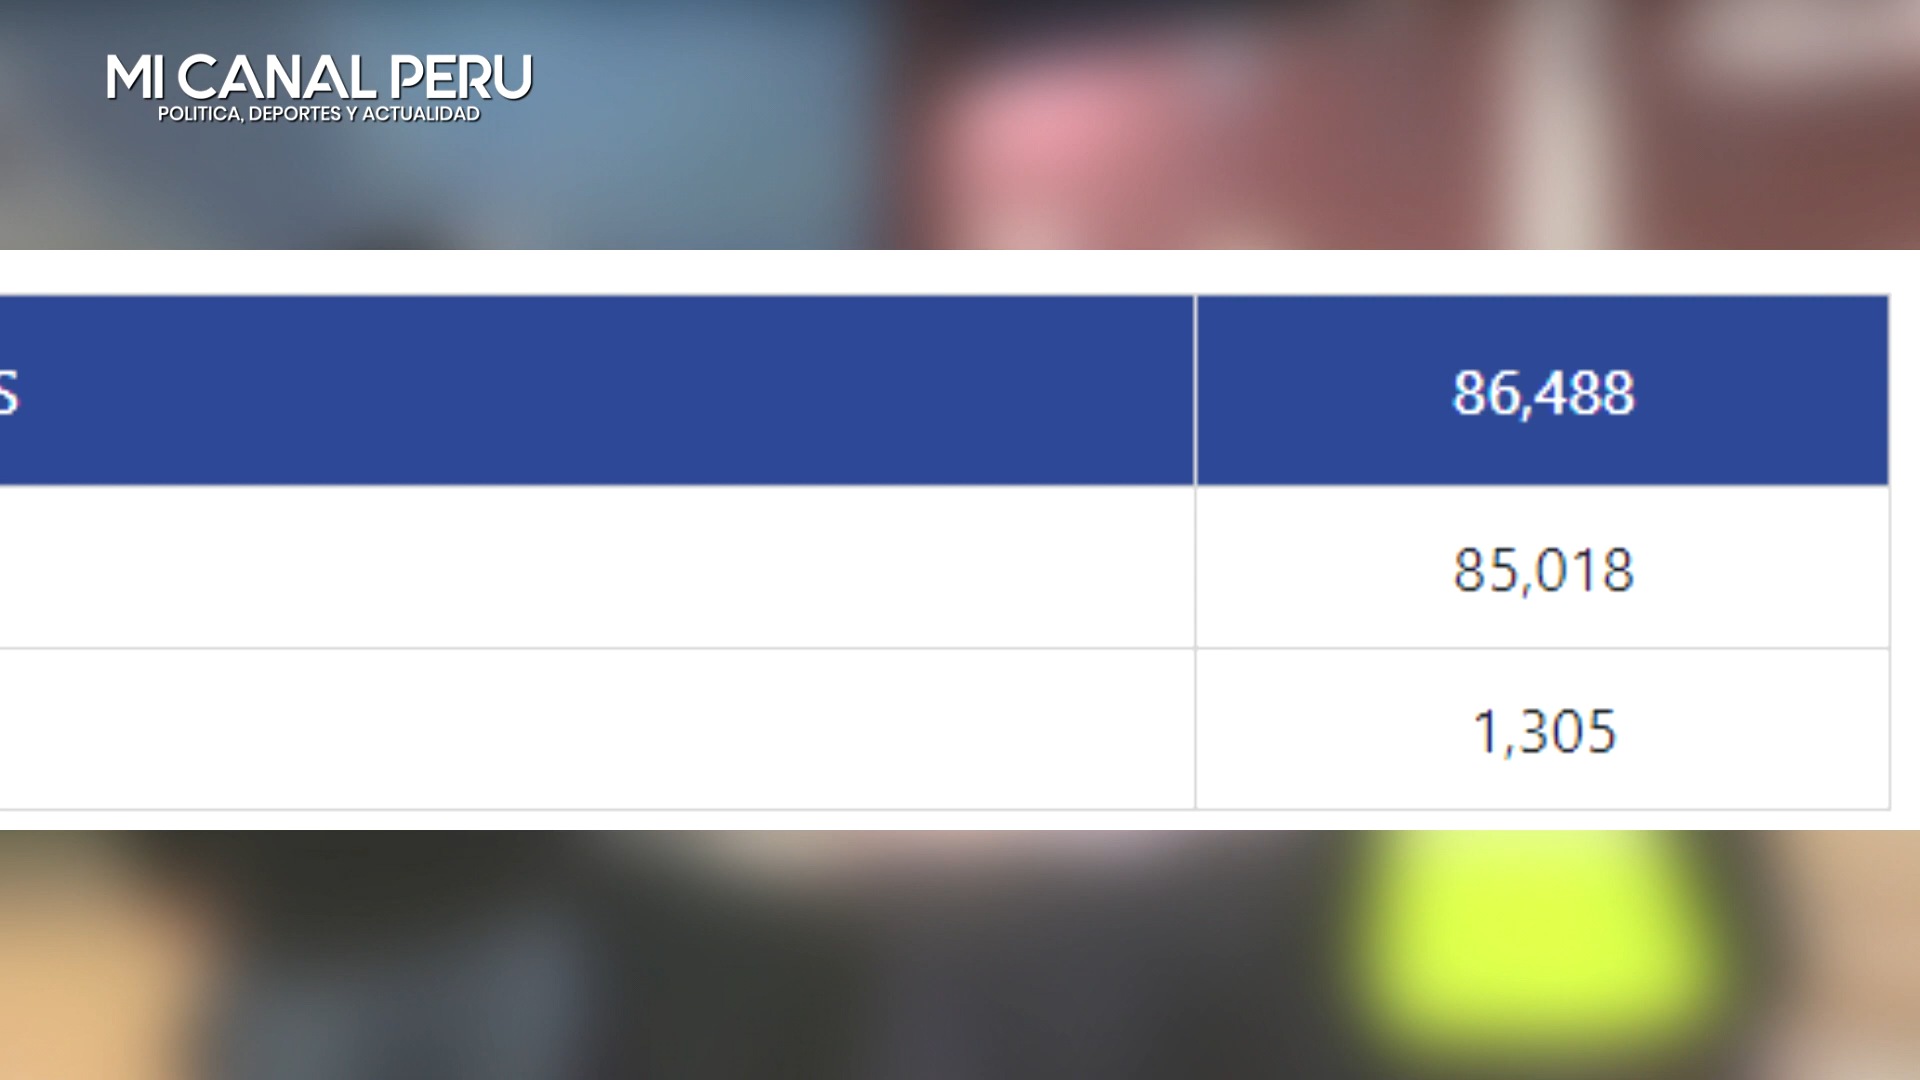 MI CANAL PERU
POLITICA, DEPORTES Y ACTUALIDAD
S 86,488
85,018
1,305